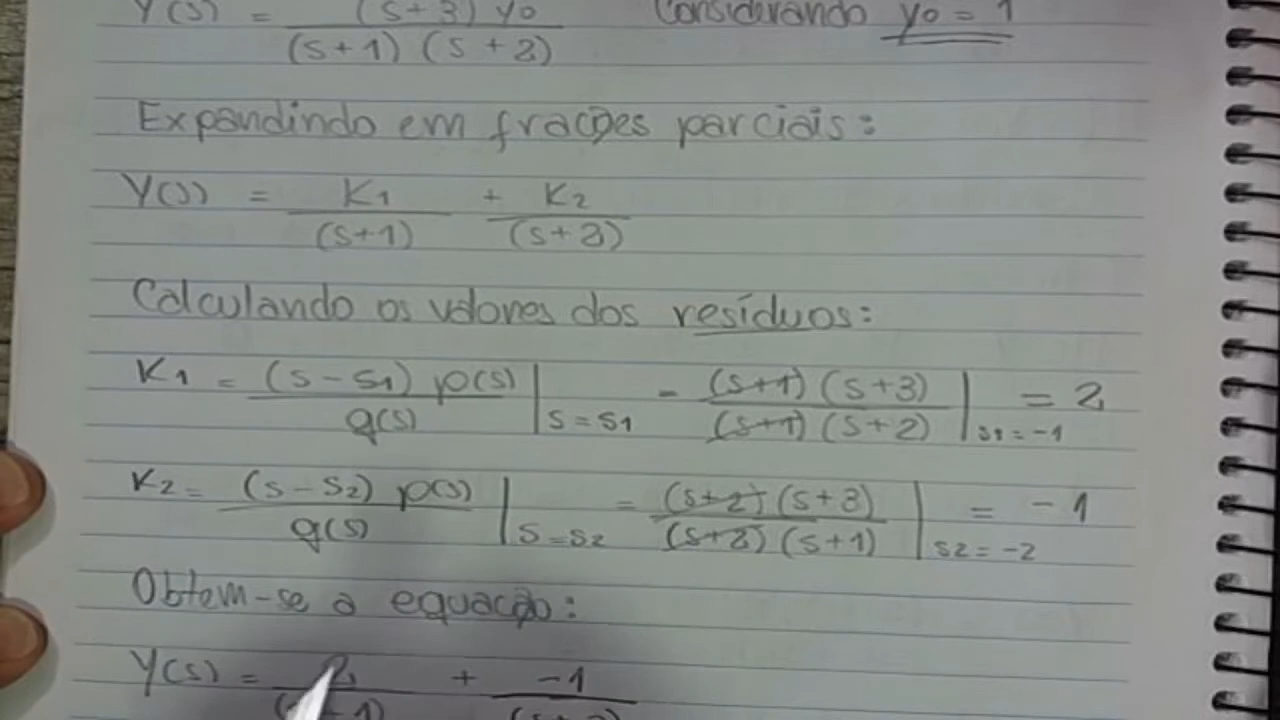 Y(s) = (s+3) y0 / (s+1) (s+2) Considerando y0 = 1
Expandindo em frações parciais:
Y(s) = K1 / (s+1) + K2 / (s+2)
Calculando os valores dos resíduos:
K1 = (s-s1) p(s) / q(s) | s=s1 = (s+1) (s+3) / (s+1) (s+2) | s1=-1 = 2
K2 = (s-s2) p(s) / q(s) | s=s2 = (s+2) (s+3) / (s+2) (s+1) | s2=-2 = -1
Obtem-se a equação:
Y(s) = 2 + -1